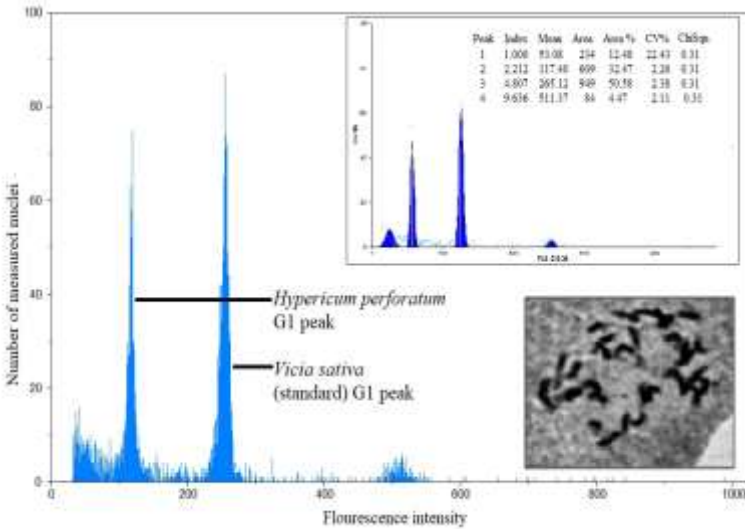 100
80
60
40
20
0
Number of measured nuclei
Hypericum perforatum
G1 peak
Vicia sativa
(standard) G1 peak
0 200 400 600 800 1000
Flourescence intensity
Peak Index Mean Area Area % CV% ChiSqu
1 1.000 53.08 234 12.48 22.43 0.31
2 2.212 117.40 609 32.47 2.26 0.31
3 4.807 265.12 949 50.58 2.38 0.31
4 9.636 511.37 84 4.47 2.11 0.31